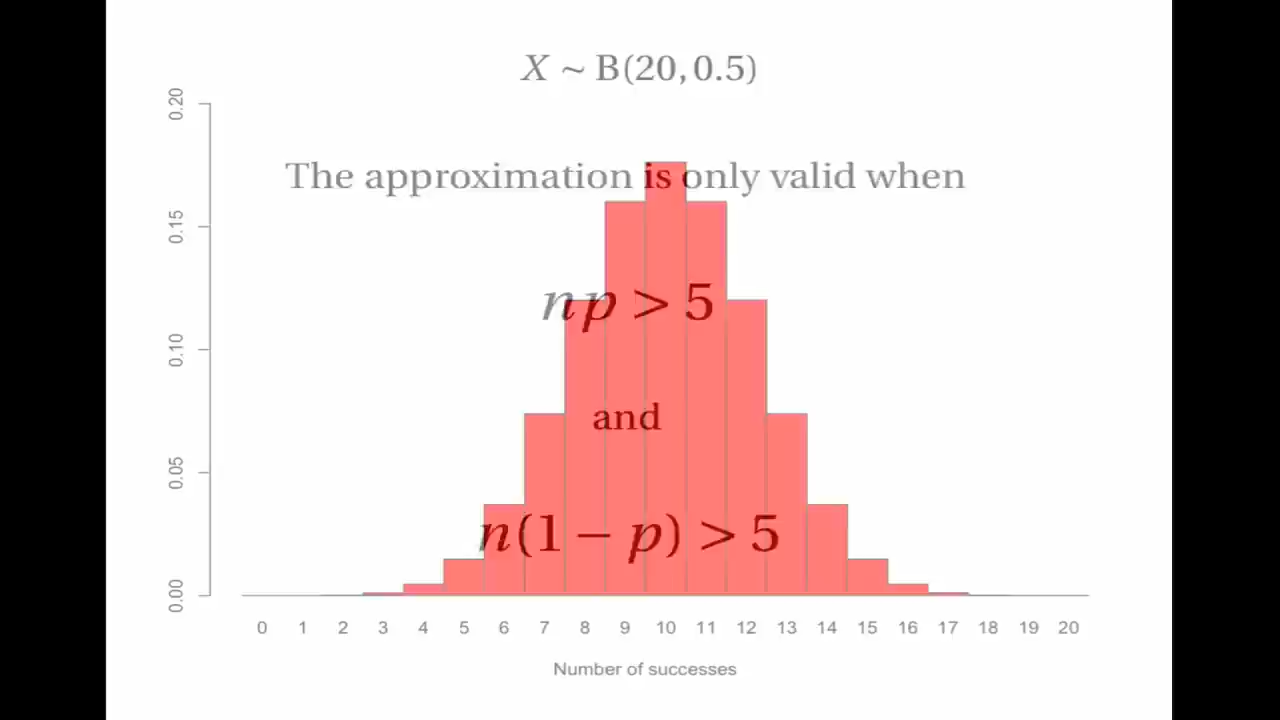 X ~ B(20, 0.5)
0.20
The approximation is only valid when
0.15
np > 5
0.10
and
0.05
n(1 − p) > 5
0.00
0 1 2 3 4 5 6 7 8 9 10 11 12 13 14 15 16 17 18 19 20
Number of successes